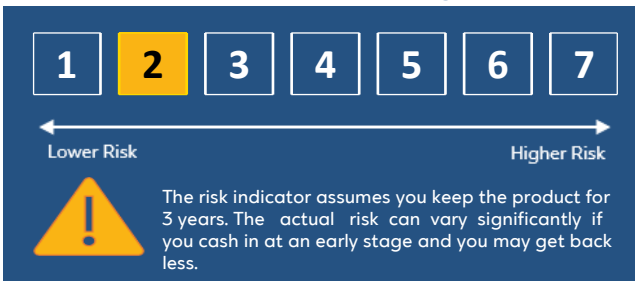 1 2 3 4 5 6 7
Lower Risk Higher Risk
The risk indicator assumes you keep the product for
3 years. The actual risk can vary significantly if
you cash in at an early stage and you may get back
less.